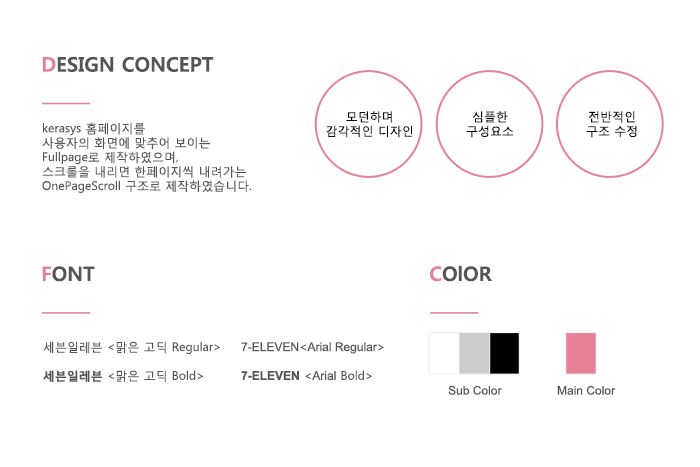 DESIGN CONCEPT
kerasys 홈페이지를
사용자의 화면에 맞추어 보이는
Fullpage로 제작하였으며,
스크롤을 내리면 한페이지씩 내려가는
OnePageScroll 구조로 제작하였습니다.
모던하며
감각적인 디자인
심플한
구성요소
전반적인
구조 수정
FONT
세븐일레븐 <맑은 고딕 Regular>
7-ELEVEN<Arial Regular>
세븐일레븐 <맑은 고딕 Bold>
7-ELEVEN <Arial Bold>
COlOR
Sub Color
Main Color